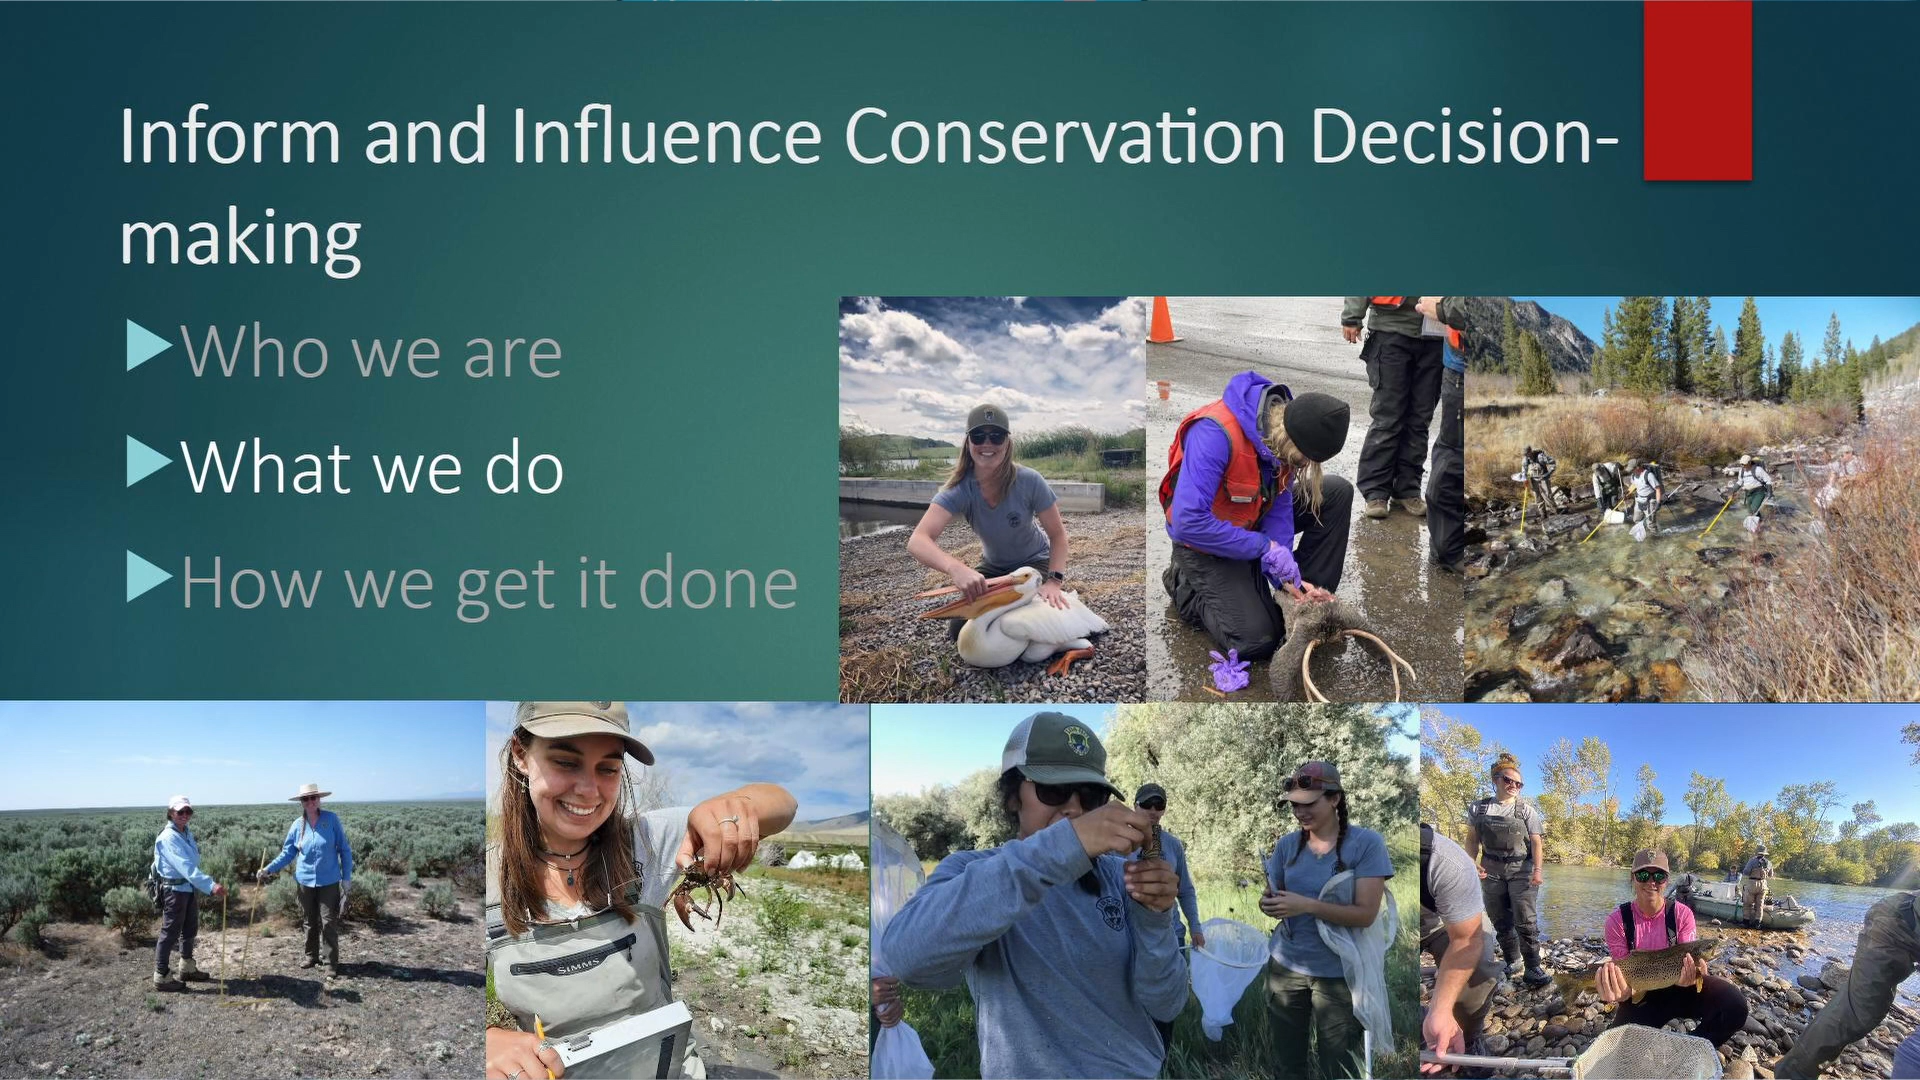 Inform and Influence Conservation Decision-
making
Who we are
What we do
How we get it done
SIMMS